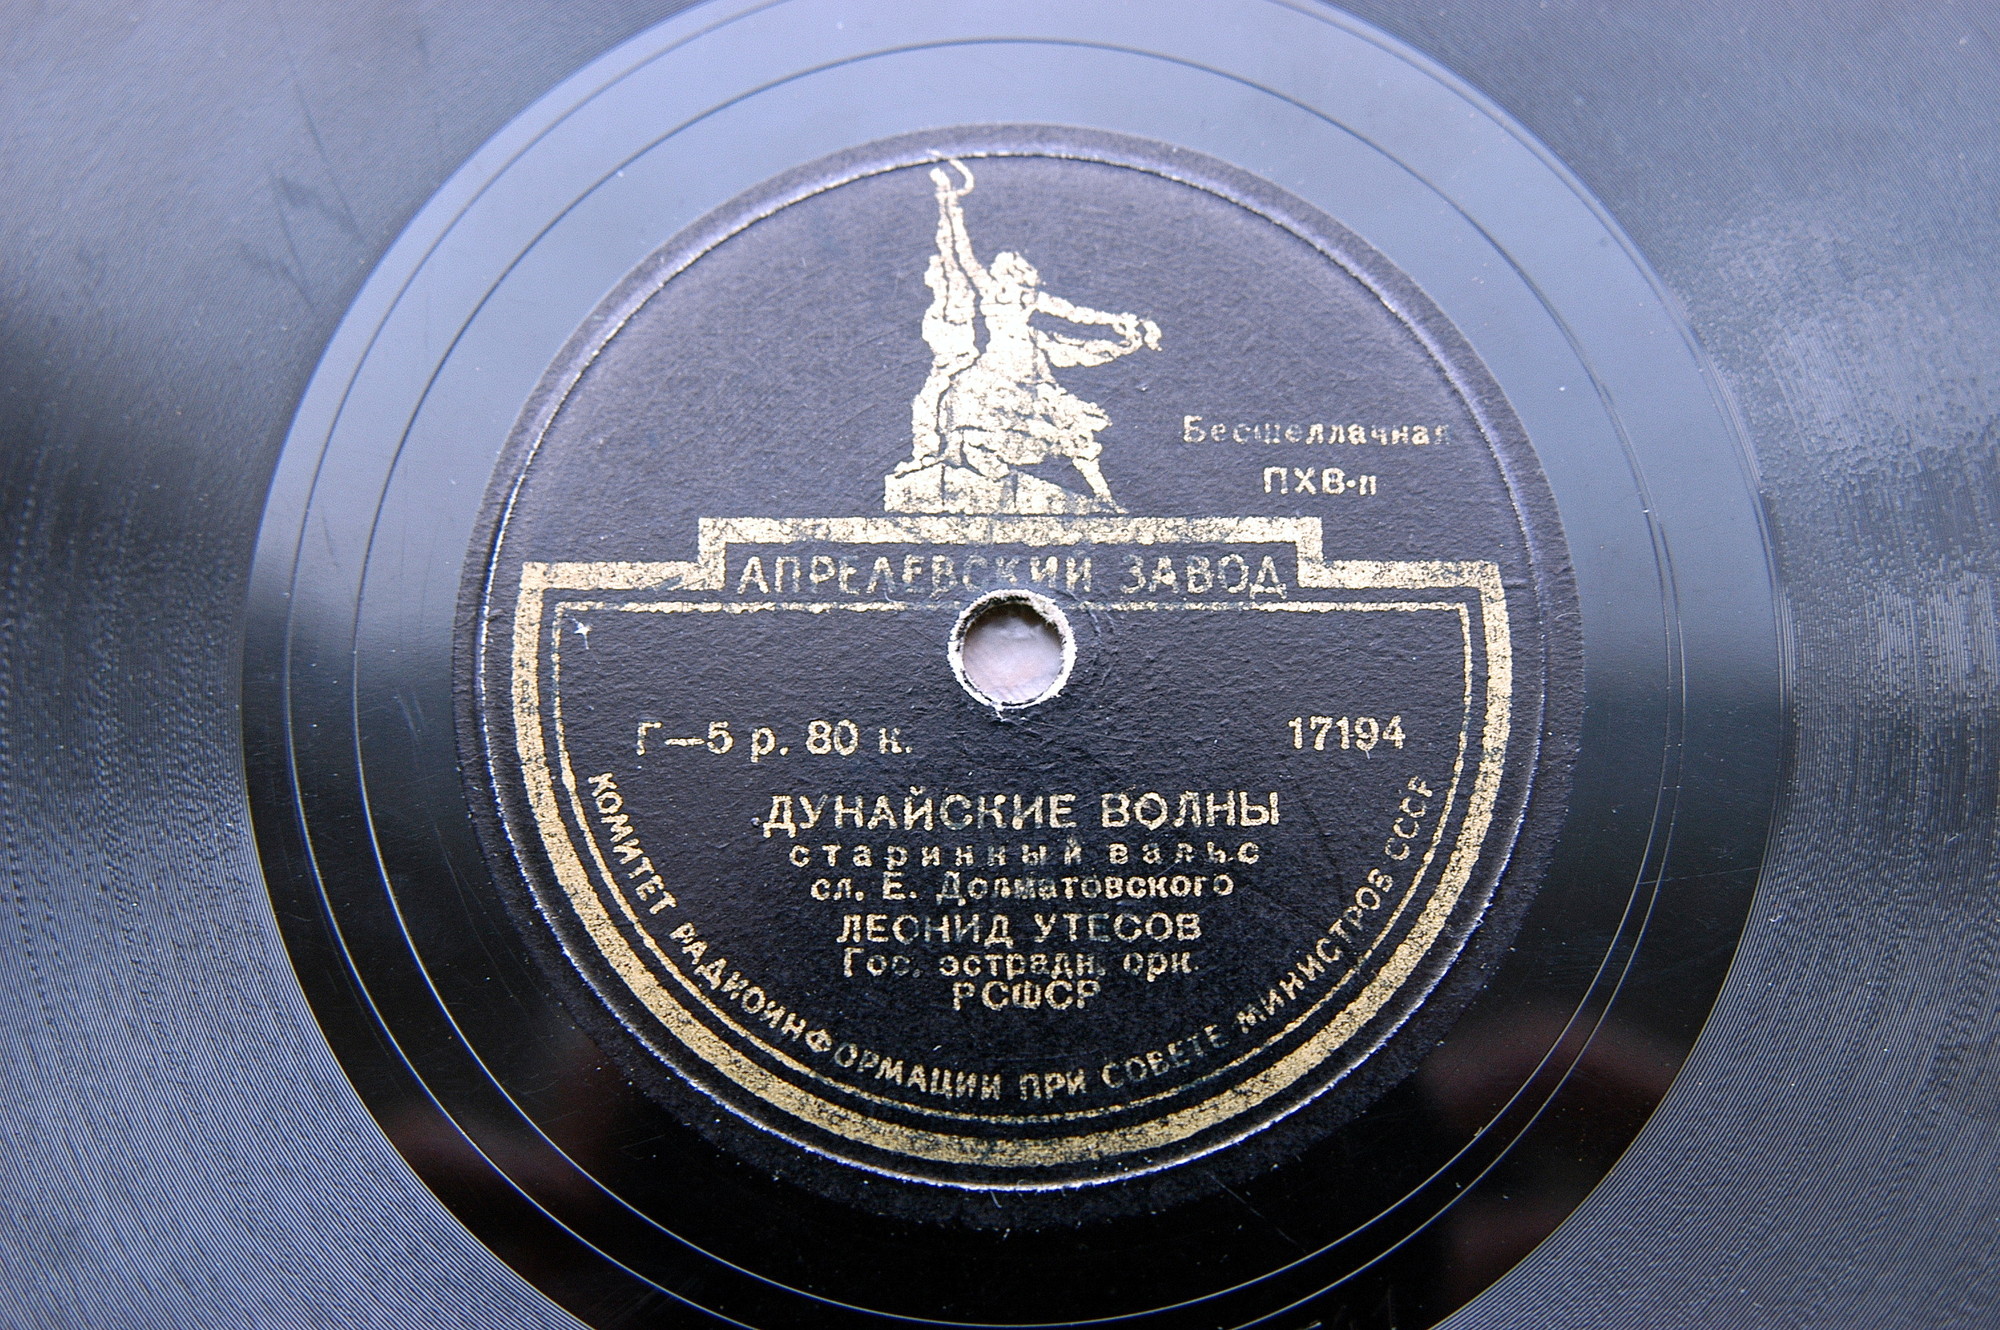 Бесшеллачная
ПХВ-п
АПРЕЛЕВСКИЙ ЗАВОД
Г—5 р. 80 к.
17194
ДУНАЙСКИЕ ВОЛНЫ
старинный вальс
сл. Е. Долматовского
ЛЕОНИД УТЕСОВ
Гос. эстрадн. орк.
РСФСР
КОМИТЕТ РАДИОИНФОРМАЦИИ ПРИ СОВЕТЕ МИНИСТРОВ СССР